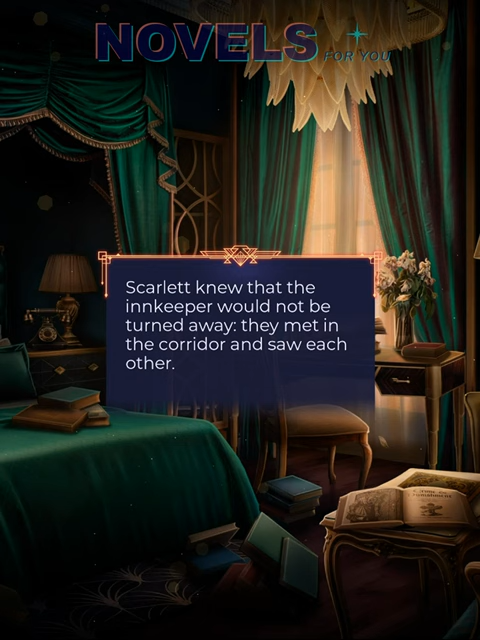 NOVELS
FOR YOU
Scarlett knew that the
innkeeper would not be
turned away: they met in
the corridor and saw each
other.